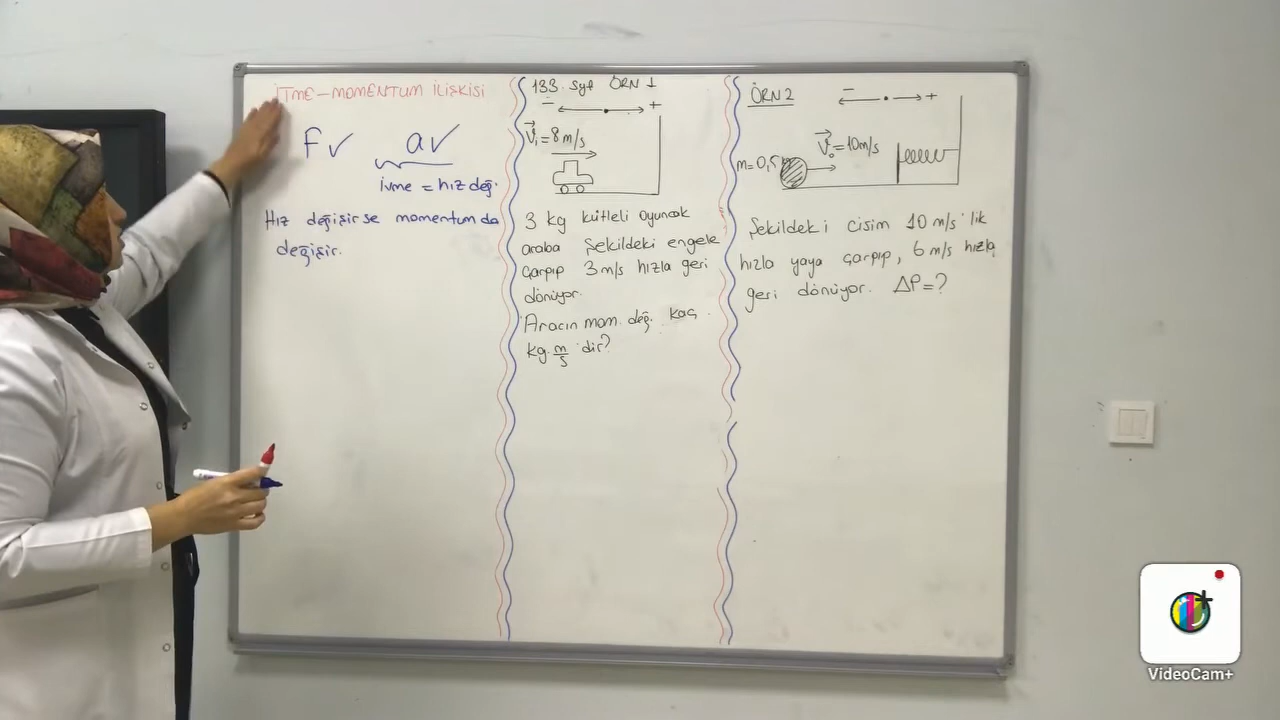 İTME - MOMENTUM İLİŞKİSİ
F✓ a✓
İvme = hız değ.
Hız değişirse momentum da
değişir.
133. syf ÖRN 1
− +
V⃗i = 8 m/s
3 kg kütleli oyuncak
araba şekildeki engele
çarpıp 3 m/s hızla geri
dönüyor.
Aracın mom. değ. kaç
kg. m/s dir?
ÖRN 2
− +
V⃗o = 10 m/s
m = 0,5
Şekildeki cisim 10 m/s 'lik
hızla yaya çarpıp, 6 m/s hızla
geri dönüyor. ΔP = ?
VideoCam+